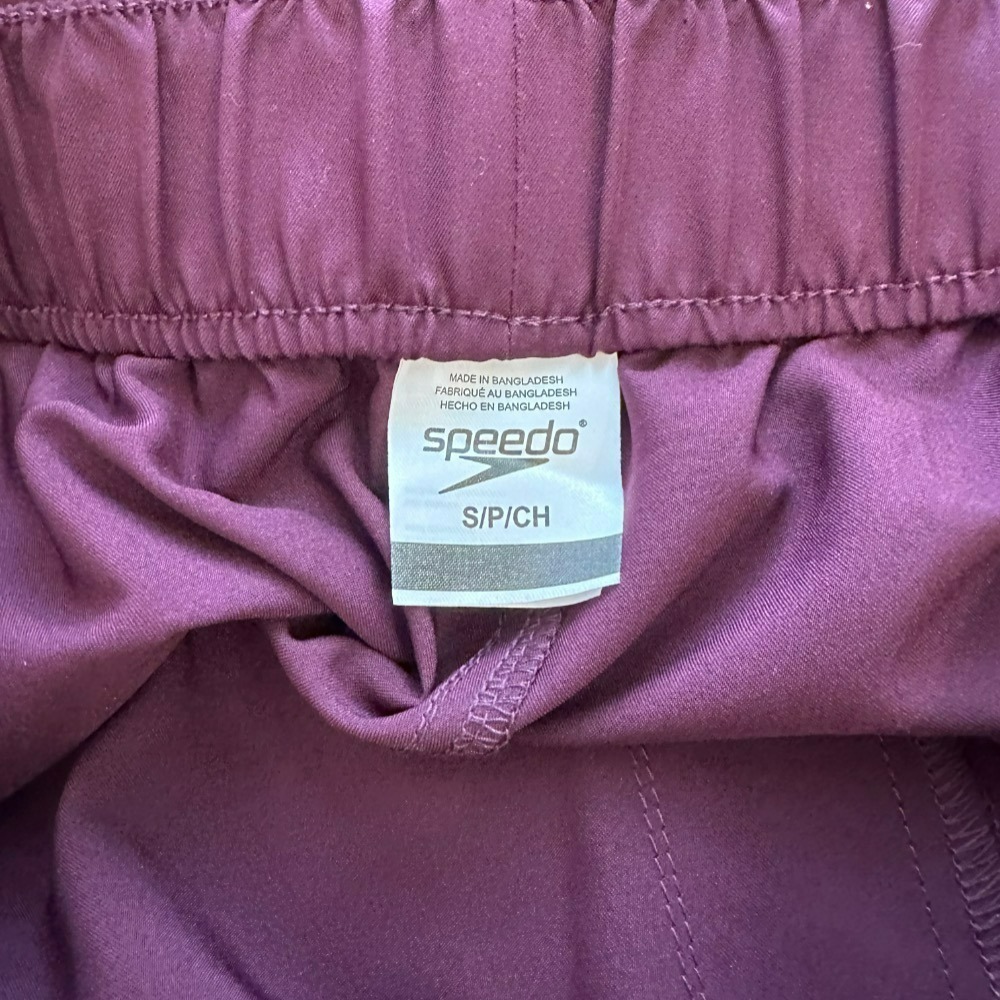 MADE IN BANGLADESH
FABRIQUÉ AU BANGLADESH
HECHO EN BANGLADESH
speedo®
S/P/CH